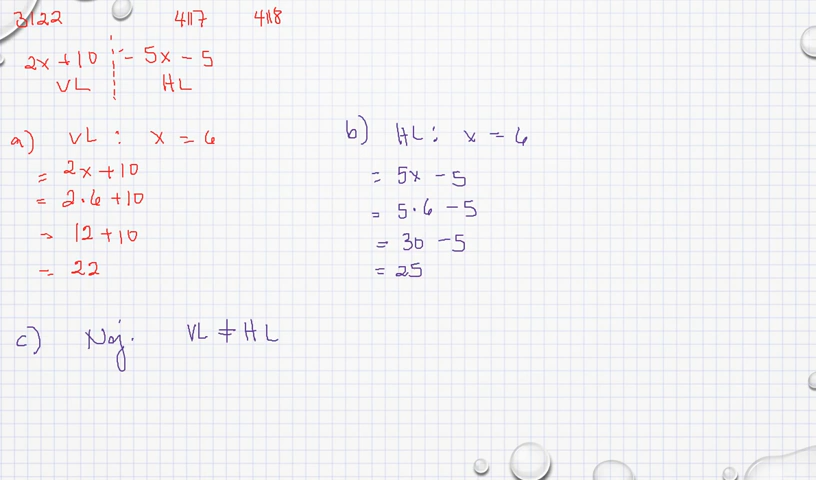 3122 4117 4118
2x + 10 = 5x - 5
VL HL
a) VL : x = 6
= 2x + 10
= 2 · 6 + 10
= 12 + 10
= 22
b) HL : x = 6
= 5x - 5
= 5 · 6 - 5
= 30 - 5
= 25
c) Nej. VL ≠ HL